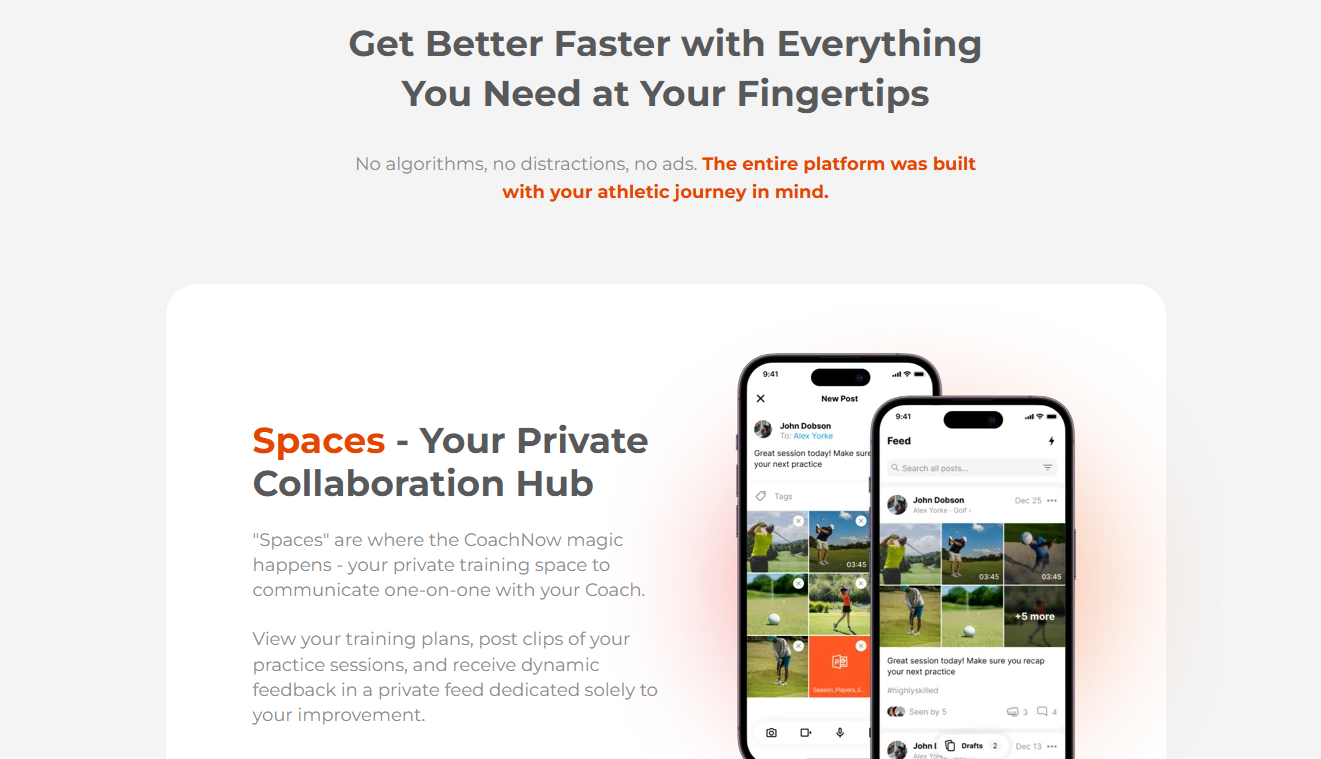 Get Better Faster with Everything
You Need at Your Fingertips
No algorithms, no distractions, no ads. The entire platform was built
with your athletic journey in mind.
Spaces - Your Private
Collaboration Hub
"Spaces" are where the CoachNow magic
happens - your private training space to
communicate one-on-one with your Coach.
View your training plans, post clips of your
practice sessions, and receive dynamic
feedback in a private feed dedicated solely to
your improvement.
9:41
New Post
John Dobson
To: Alex Yorke
Great session today! Make sure
your next practice
Tags
03:45
Season_Players_S...
9:41
Feed
Search all posts...
John Dobson
Dec 25
Alex Yorke · Golf ›
03:45
03:45
+5 more
Great session today! Make sure you recap
your next practice
#highlyskilled
Seen by 5
3
4
John
Drafts 2
Dec 13